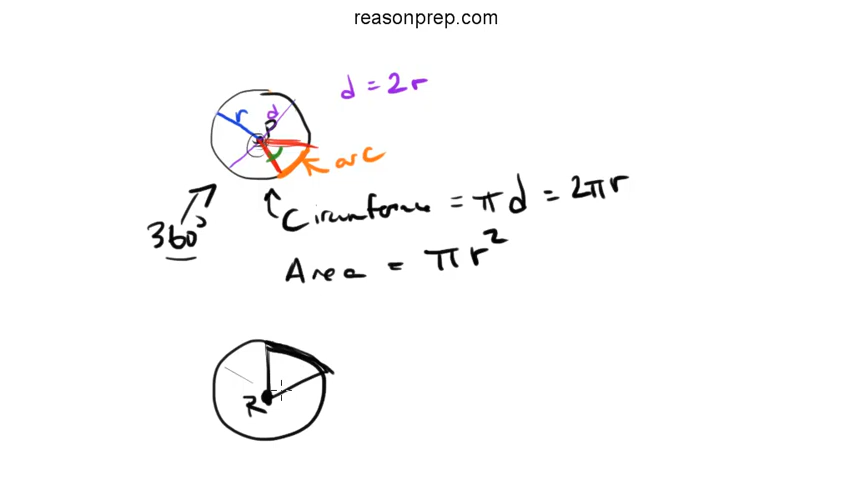 reasonprep.com
d = 2r
r
d
P
arc
Circumference = πd = 2πr
360°
Area = πr²
R